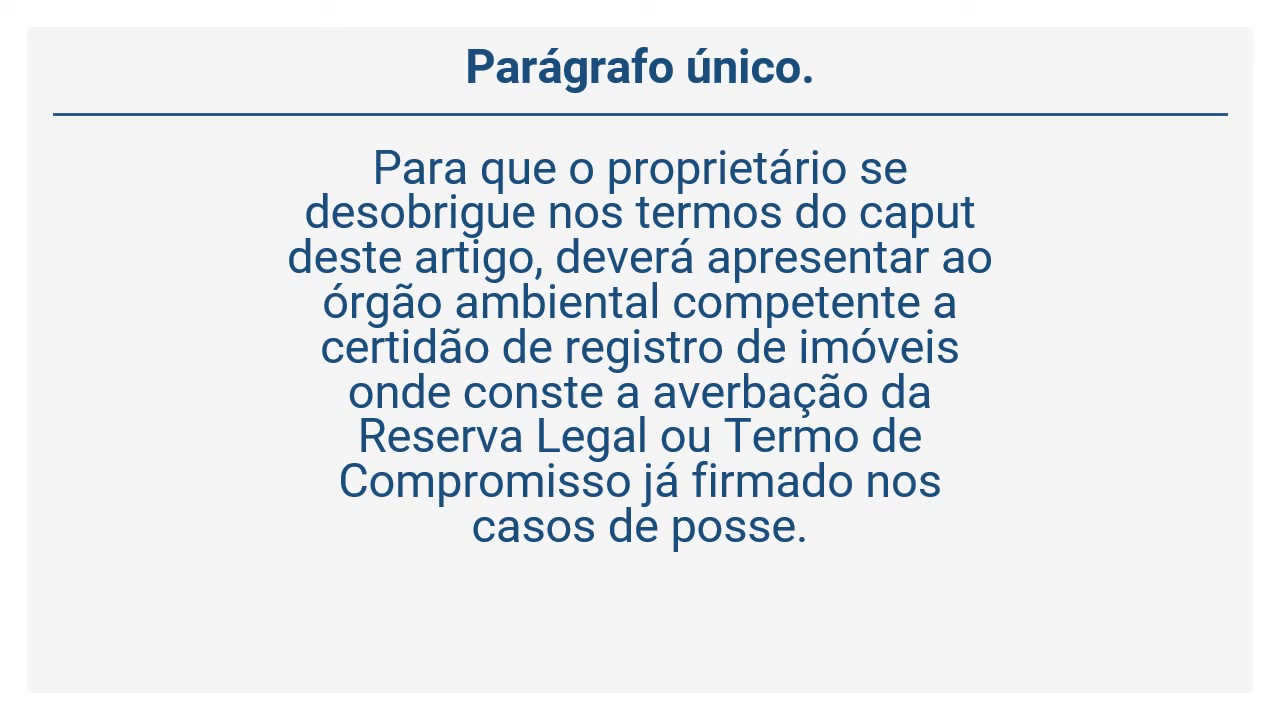 Parágrafo único.
Para que o proprietário se
desobrigue nos termos do caput
deste artigo, deverá apresentar ao
órgão ambiental competente a
certidão de registro de imóveis
onde conste a averbação da
Reserva Legal ou Termo de
Compromisso já firmado nos
casos de posse.